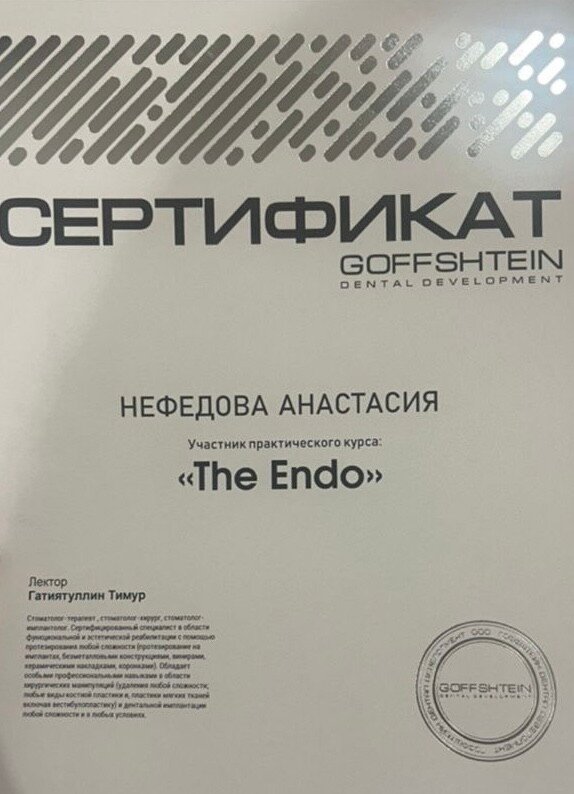 СЕРТИФИКАТ
GOFFSHTEIN
DENTAL DEVELOPMENT
НЕФЕДОВА АНАСТАСИЯ
Участник практического курса:
«The Endo»
Лектор
Гатиятуллин Тимур
Стоматолог-терапевт , стоматолог-хирург, стоматолог-
имплантолог. Сертифицированный специалист в области
функциональной и эстетической реабилитации с помощью
протезирования любой сложности (протезирование на
имплантах, безметалловыми конструкциями, винирами,
керамическими накладками, коронками). Обладает
особыми профессиональными навыками в области
хирургических манипуляций (удаления любой сложности,
любые виды костной пластики и, пластики мягких тканей
включая вестибулопластику) и дентальной имплантации
любой сложности и в любых условиях.
GOFFSHTEIN
DENTAL DEVELOPMENT